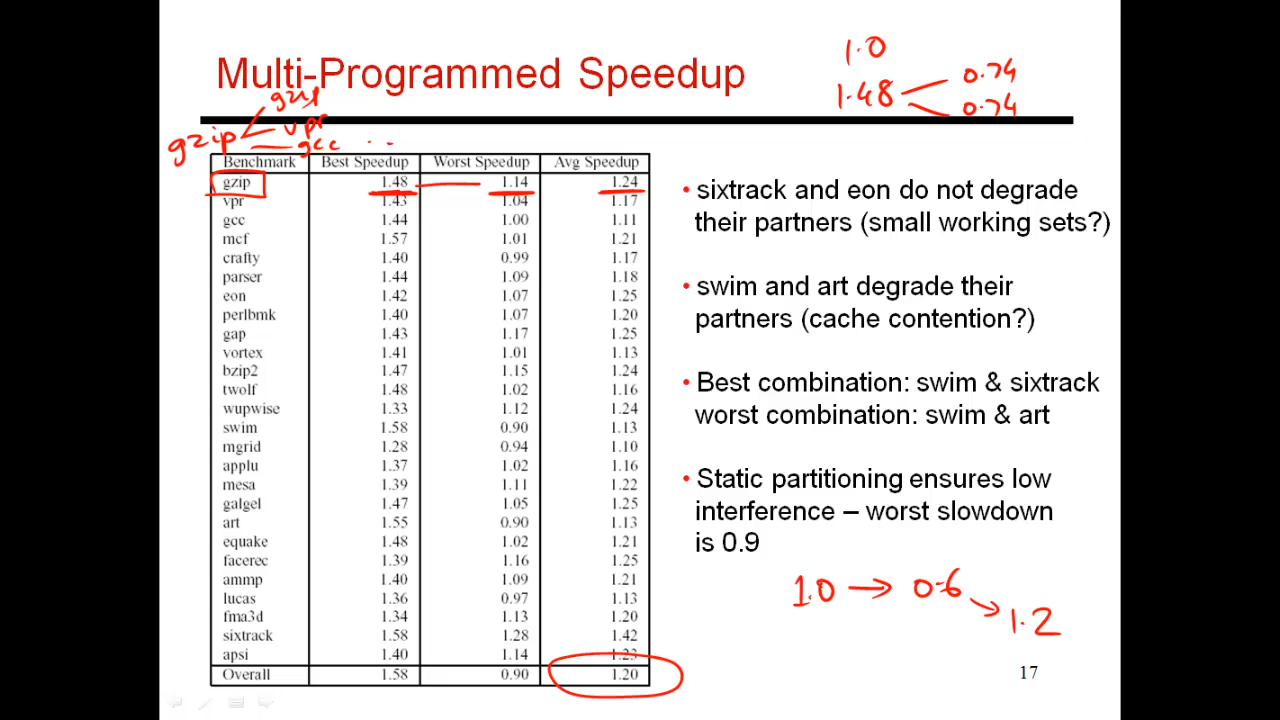 Multi-Programmed Speedup
1.0
1.48 0.74
0.74
gzip
gzip vpr
gcc ...
Benchmark Best Speedup Worst Speedup Avg Speedup
gzip 1.48 1.14 1.24
vpr 1.43 1.04 1.17
gcc 1.44 1.00 1.11
mcf 1.57 1.01 1.21
crafty 1.40 0.99 1.17
parser 1.44 1.09 1.18
eon 1.42 1.07 1.25
perlbmk 1.40 1.07 1.20
gap 1.43 1.17 1.25
vortex 1.41 1.01 1.13
bzip2 1.47 1.15 1.24
twolf 1.48 1.02 1.16
wupwise 1.33 1.12 1.24
swim 1.58 0.90 1.13
mgrid 1.28 0.94 1.10
applu 1.37 1.02 1.16
mesa 1.39 1.11 1.22
galgel 1.47 1.05 1.25
art 1.55 0.90 1.13
equake 1.48 1.02 1.21
facerec 1.39 1.16 1.25
ammp 1.40 1.09 1.21
lucas 1.36 0.97 1.13
fma3d 1.34 1.13 1.20
sixtrack 1.58 1.28 1.42
apsi 1.40 1.14 1.23
Overall 1.58 0.90 1.20
• sixtrack and eon do not degrade
their partners (small working sets?)
• swim and art degrade their
partners (cache contention?)
• Best combination: swim & sixtrack
worst combination: swim & art
• Static partitioning ensures low
interference – worst slowdown
is 0.9
1.0 → 0.6
→ 1.2
17